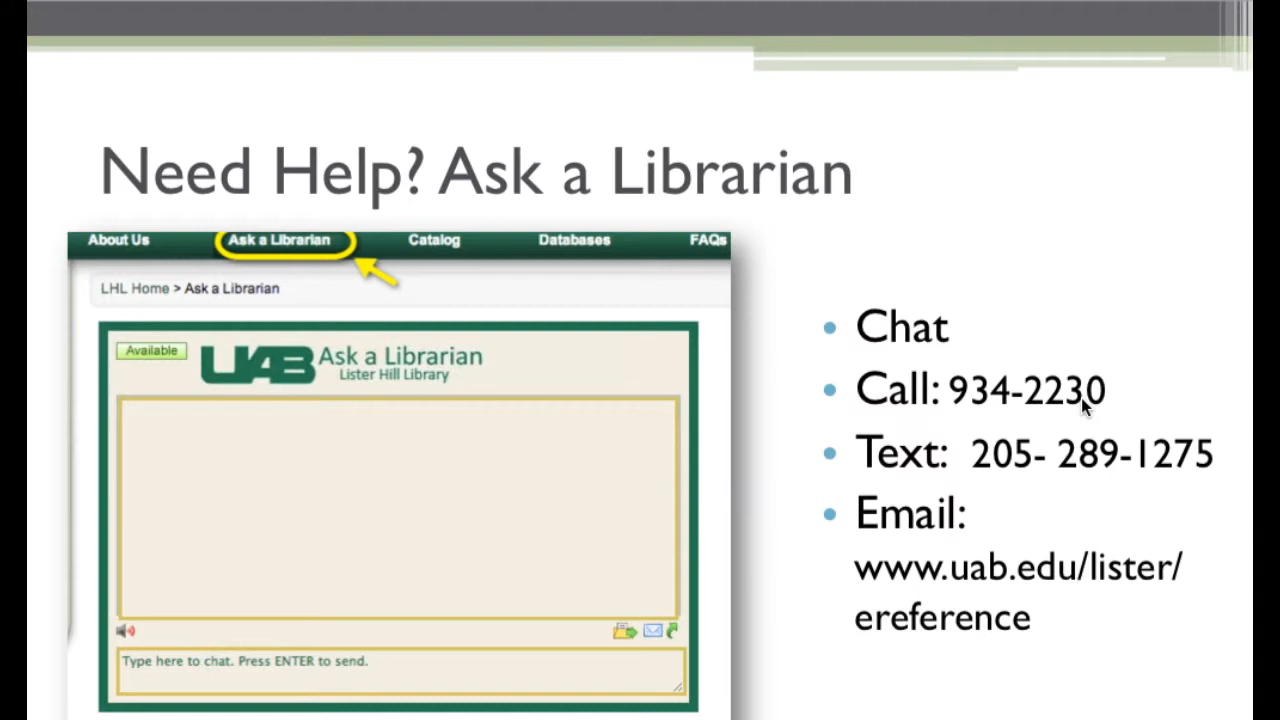 Need Help? Ask a Librarian
About Us Ask a Librarian Catalog Databases FAQs
LHL Home > Ask a Librarian
Available
UAB Ask a Librarian
Lister Hill Library
Type here to chat. Press ENTER to send.
Chat
Call: 934-2230
Text: 205- 289-1275
Email:
www.uab.edu/lister/
ereference